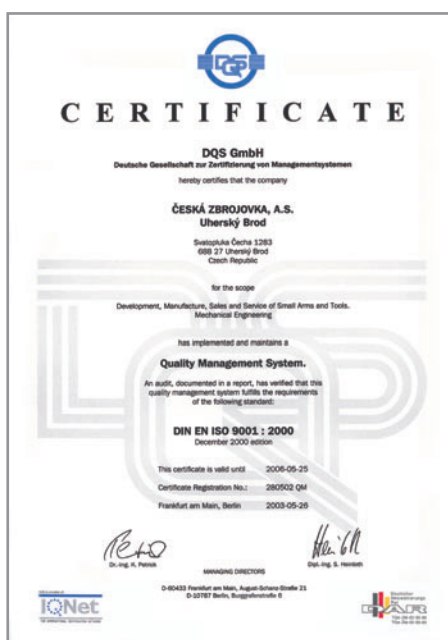 DQS
CERTIFICATE
DQS GmbH
Deutsche Gesellschaft zur Zertifizierung von Managementsystemen
hereby certifies that the company
ČESKÁ ZBROJOVKA, A.S.
Uherský Brod
Svatopluka Čecha 1283
688 27 Uherský Brod
Czech Republic
for the scope
Development, Manufacture, Sales and Service of Small Arms and Tools.
Mechanical Engineering
has implemented and maintains a
Quality Management System.
An audit, documented in a report, has verified that this
quality management system fulfills the requirements
of the following standard:
DIN EN ISO 9001 : 2000
December 2000 edition
This certificate is valid until 2006-05-25
Certificate Registration No.: 280502 QM
Frankfurt am Main, Berlin 2003-05-26
Dr.-Ing. K. Petrick
Dipl.-Ing. S. Heinloth
MANAGING DIRECTORS
D-60433 Frankfurt am Main, August-Schanz-Straße 21
D-10787 Berlin, Burggrafenstraße 6
IQNet
DAR